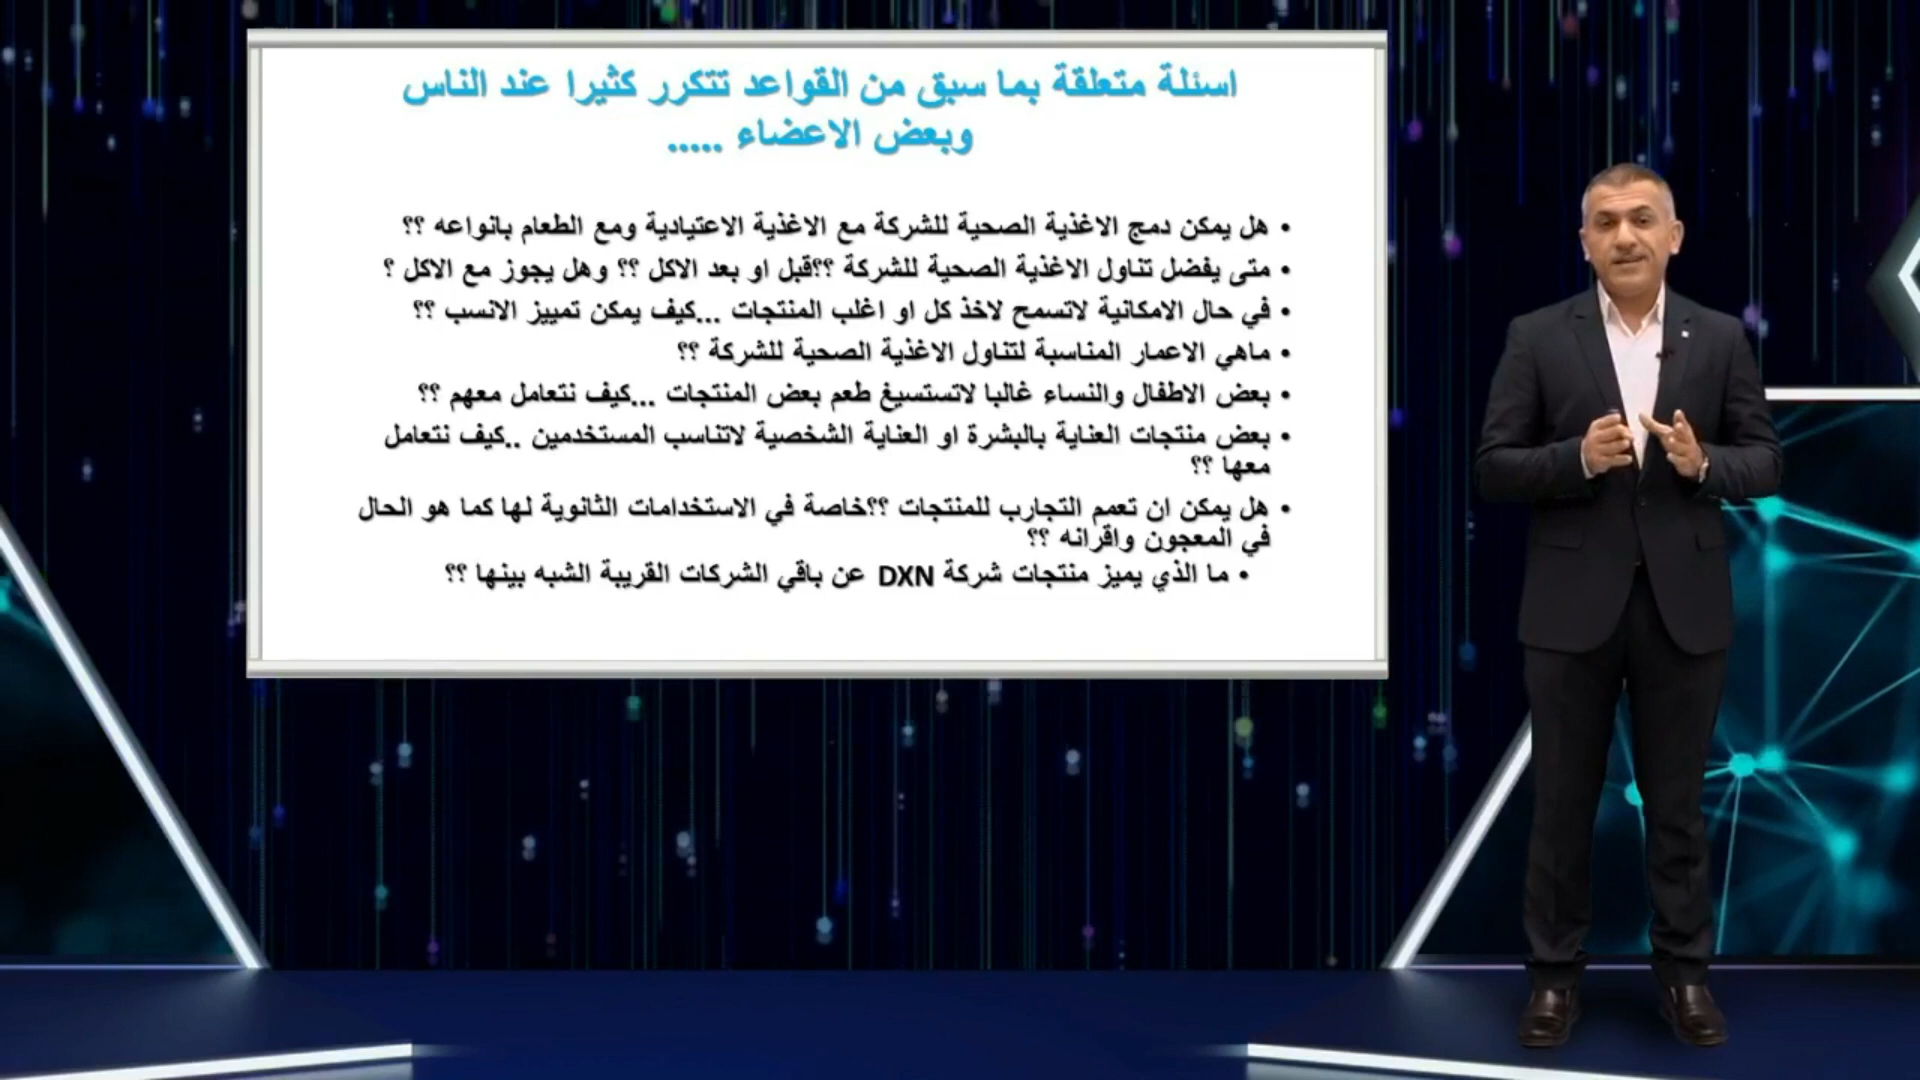 اسئلة متعلقة بما سبق من القواعد تتكرر كثيرا عند الناس
وبعض الاعضاء .....
• هل يمكن دمج الاغذية الصحية للشركة مع الاغذية الاعتيادية ومع الطعام بانواعه ؟؟
• متى يفضل تناول الاغذية الصحية للشركة ؟؟قبل او بعد الاكل ؟؟ وهل يجوز مع الاكل ؟
• في حال الامكانية لاتسمح لاخذ كل او اغلب المنتجات ...كيف يمكن تمييز الانسب ؟؟
• ماهي الاعمار المناسبة لتناول الاغذية الصحية للشركة ؟؟
• بعض الاطفال والنساء غالبا لاتستسيغ طعم بعض المنتجات ...كيف نتعامل معهم ؟؟
• بعض منتجات العناية بالبشرة او العناية الشخصية لاتناسب المستخدمين ..كيف نتعامل
معها ؟؟
• هل يمكن ان تعمم التجارب للمنتجات ؟؟خاصة في الاستخدامات الثانوية لها كما هو الحال
في المعجون واقرانه ؟؟
• ما الذي يميز منتجات شركة DXN عن باقي الشركات القريبة الشبه بينها ؟؟